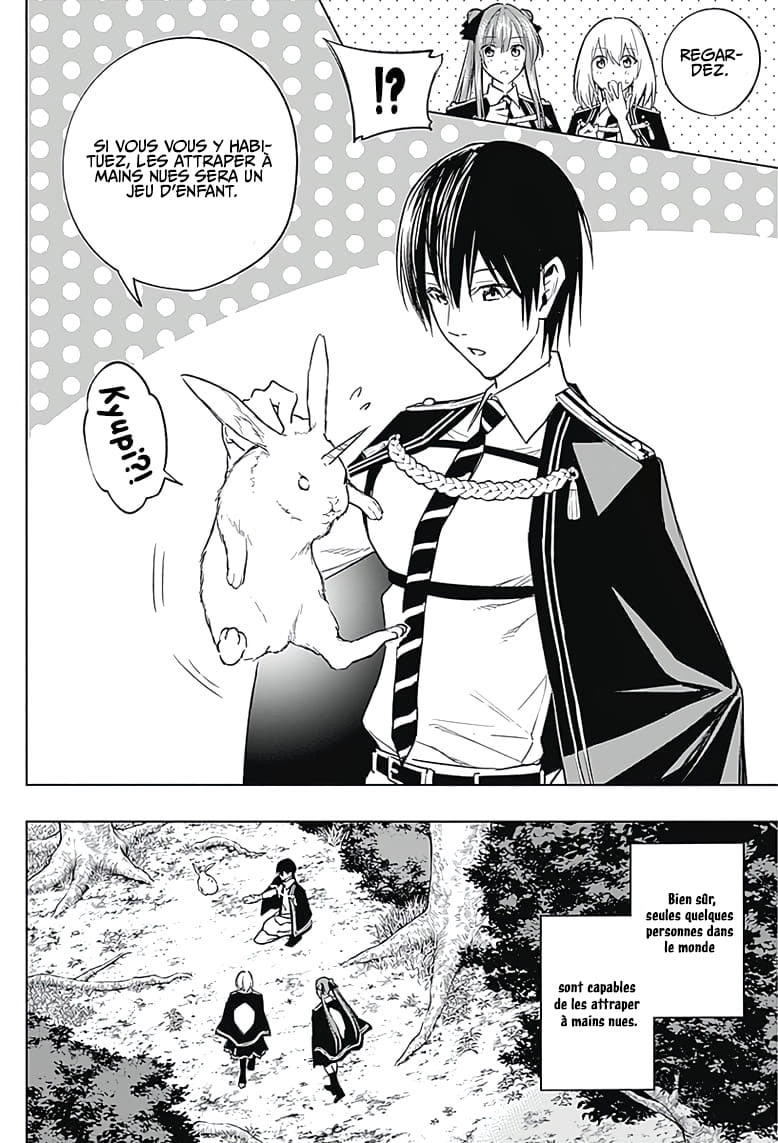 REGAR-
DEZ.
!?
SI VOUS VOUS Y HABI-
TUEZ, LES ATTRAPER À
MAINS NUES SERA UN
JEU D'ENFANT.
Kyupi?!
Bien sûr,
seules quelques
personnes dans
le monde
sont capables
de les attraper
à mains nues.